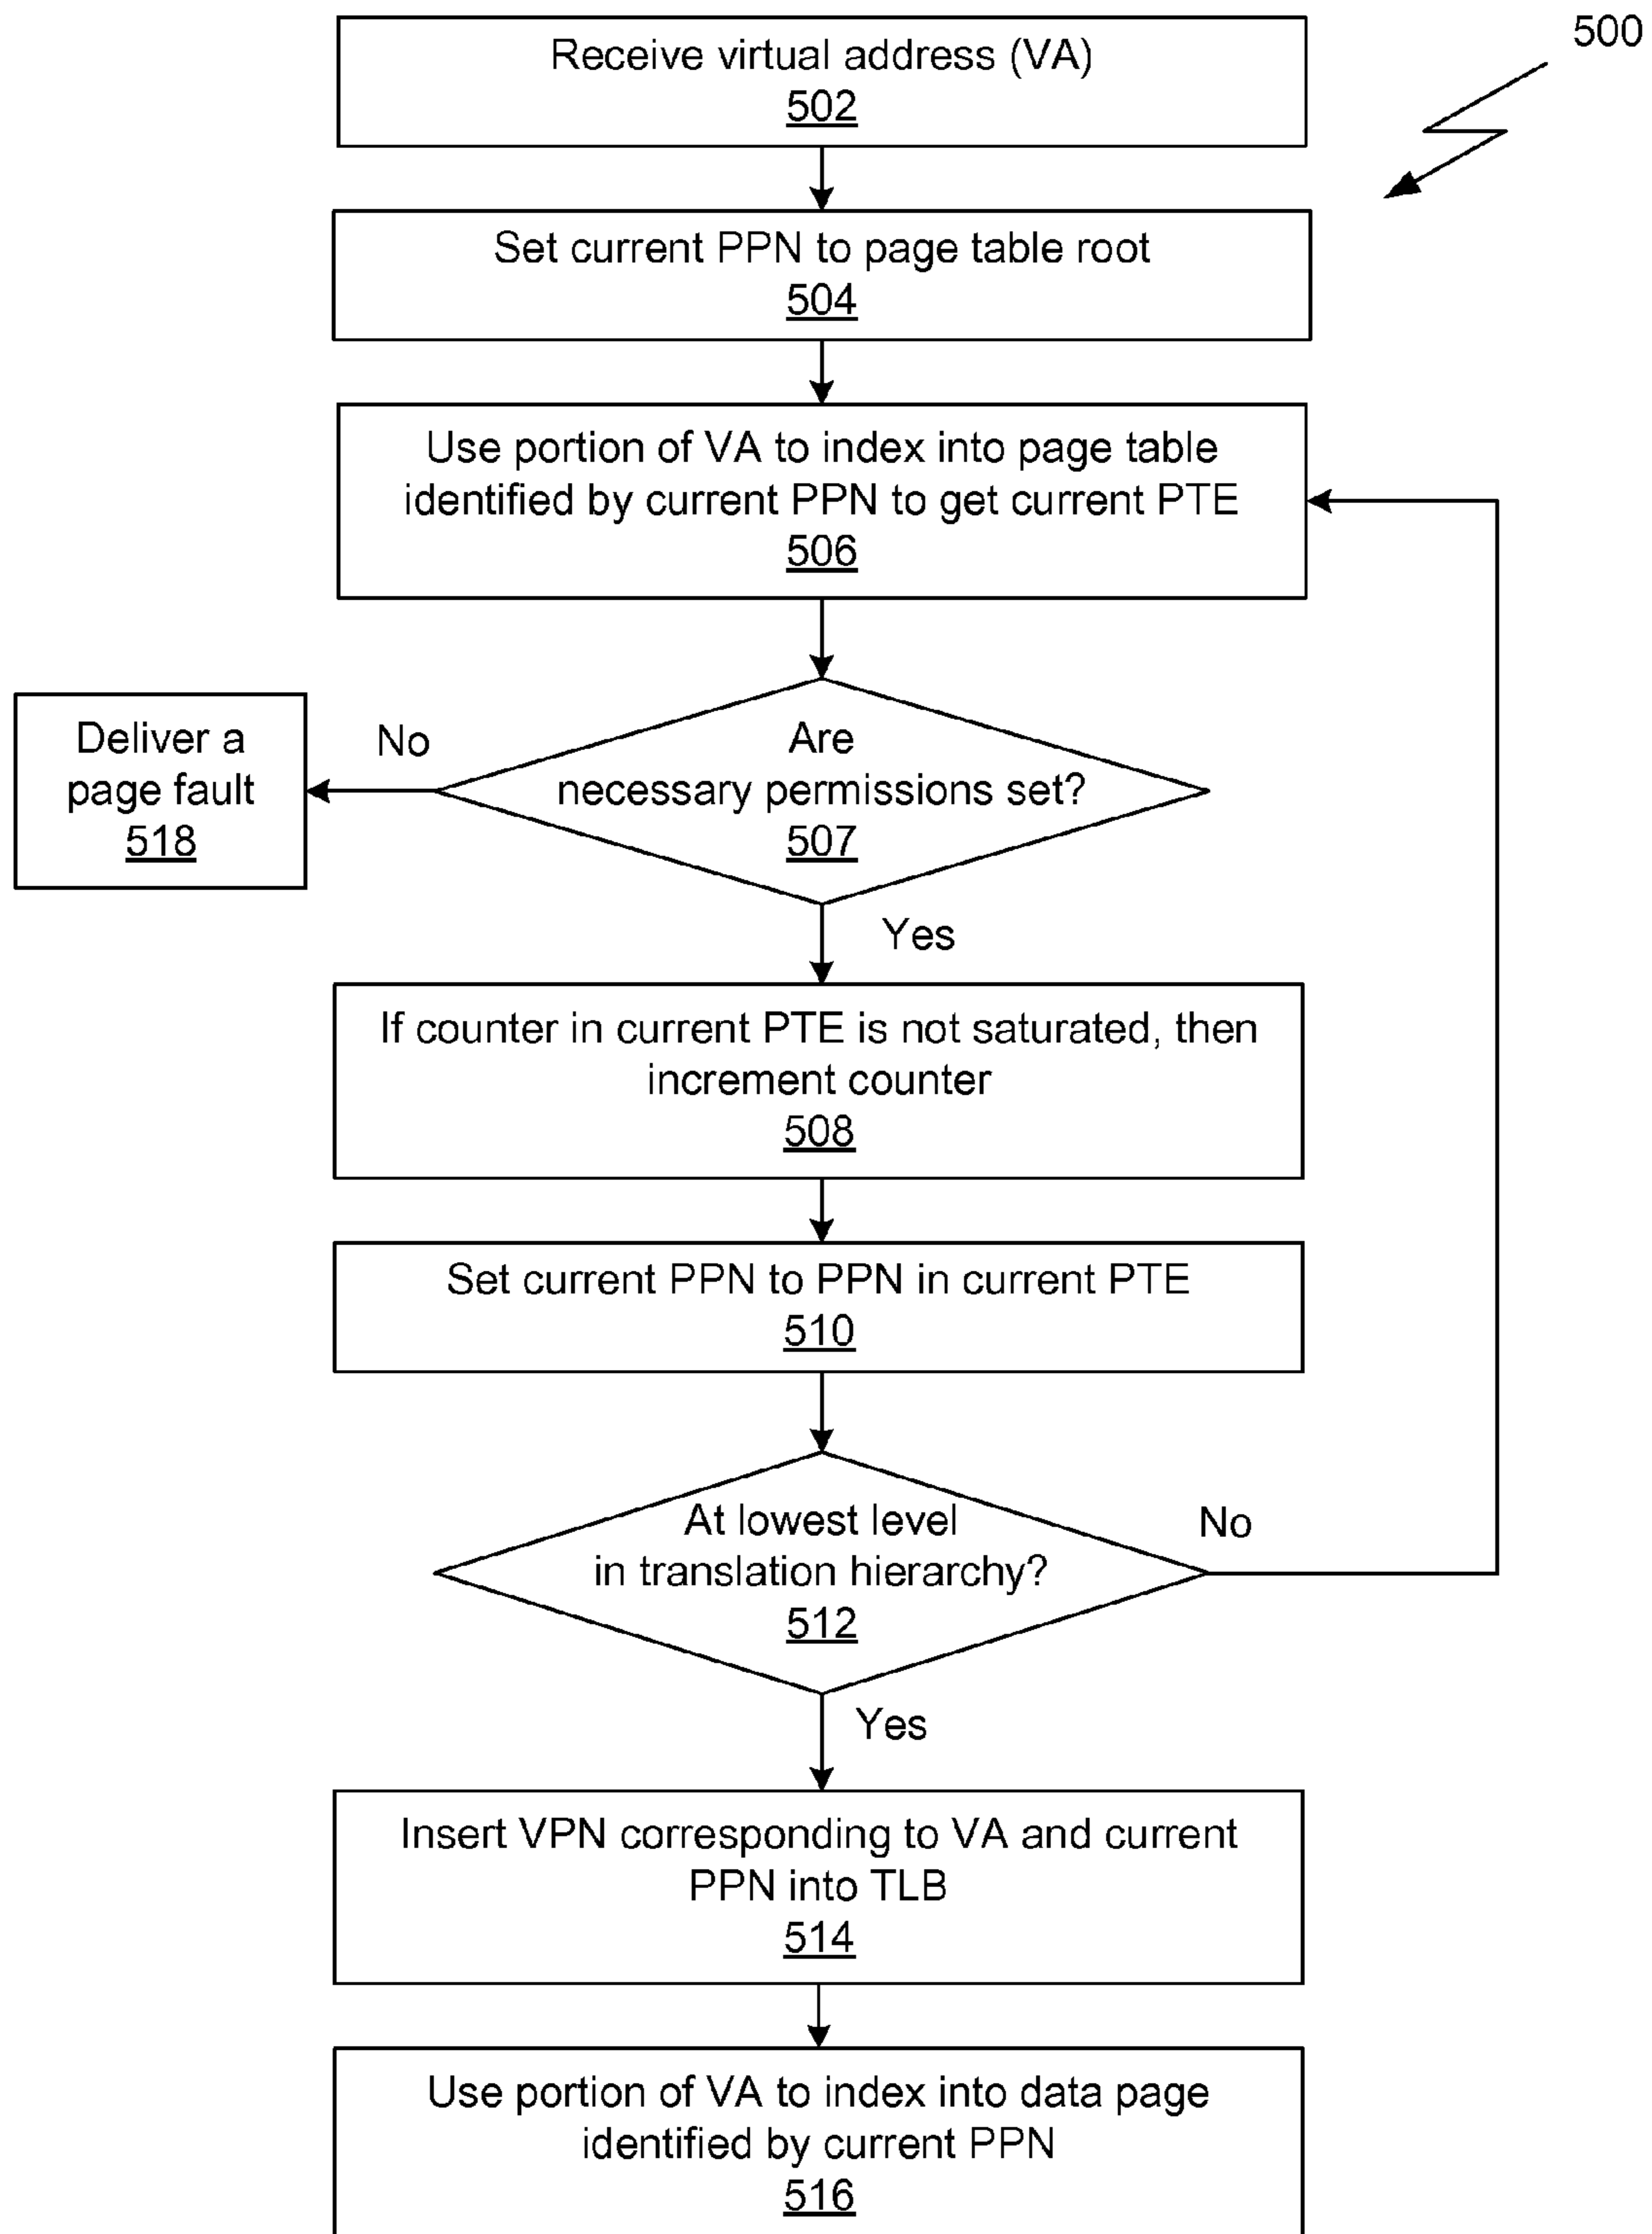 500
Receive virtual address (VA)
502
Set current PPN to page table root
504
Use portion of VA to index into page table
identified by current PPN to get current PTE
506
Are
necessary permissions set?
507
No
Deliver a
page fault
518
Yes
If counter in current PTE is not saturated, then
increment counter
508
Set current PPN to PPN in current PTE
510
At lowest level
in translation hierarchy?
512
No
Yes
Insert VPN corresponding to VA and current
PPN into TLB
514
Use portion of VA to index into data page
identified by current PPN
516